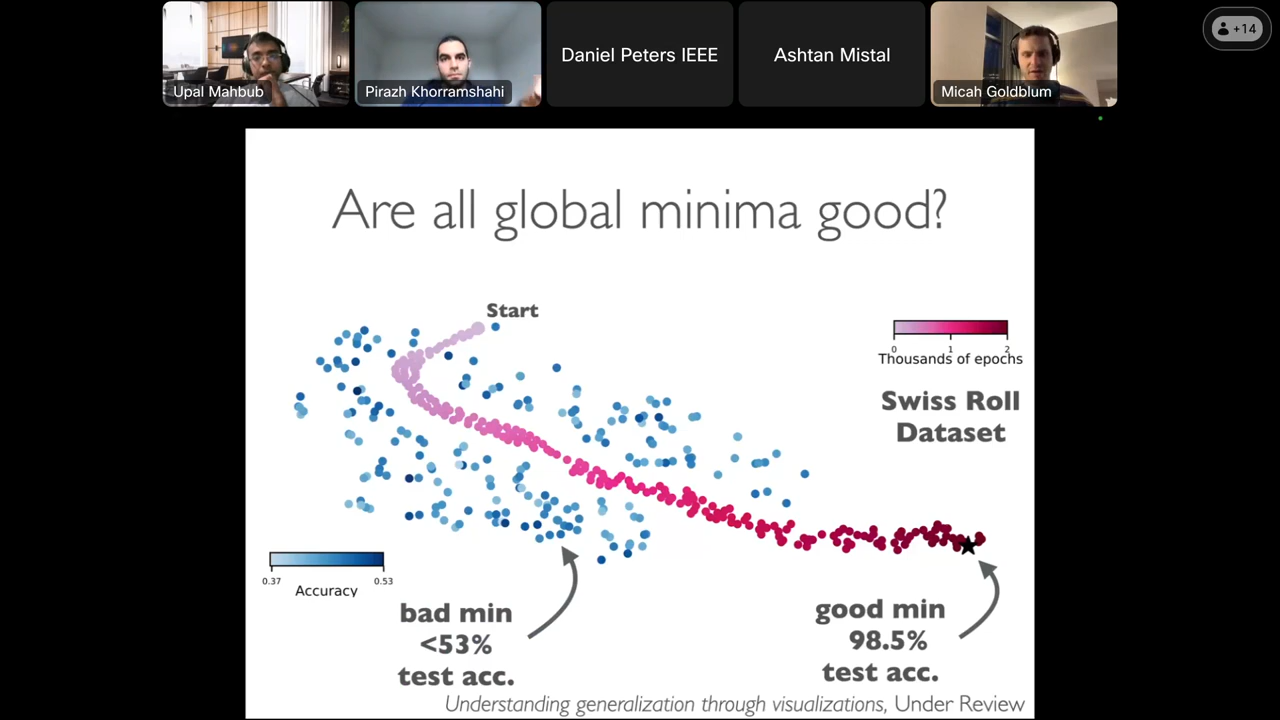 Upal Mahbub
Pirazh Khorramshahi
Daniel Peters IEEE
Ashtan Mistal
Micah Goldblum
+14
Are all global minima good?
Start
0 1 2
Thousands of epochs
Swiss Roll
Dataset
0.37 0.53
Accuracy
bad min
<53%
test acc.
good min
98.5%
test acc.
Understanding generalization through visualizations, Under Review